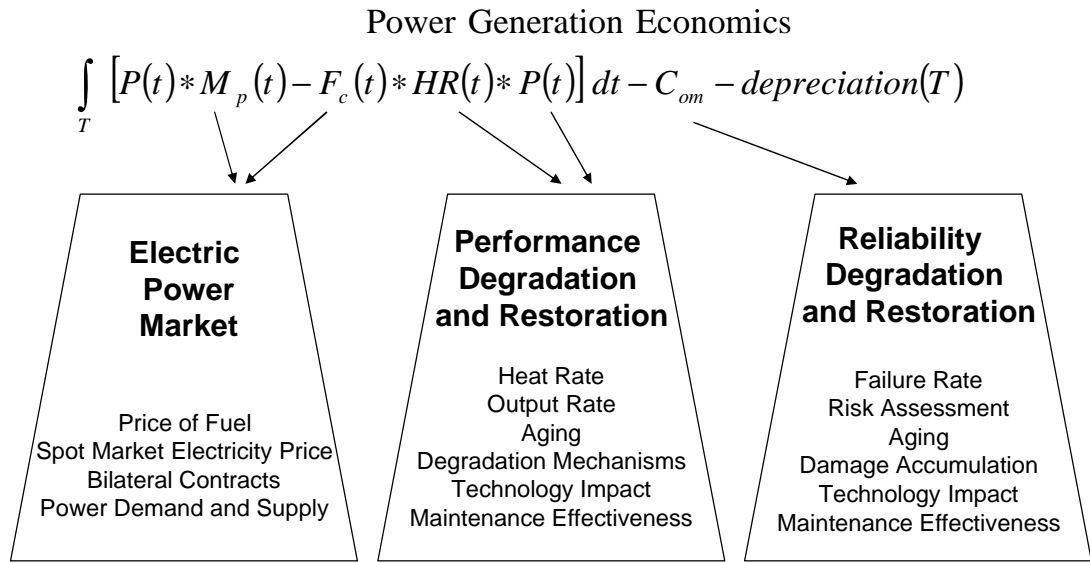 Power Generation Economics
∫_T [P(t)*M_p(t)−F_c(t)*HR(t)*P(t)]dt−C_om−depreciation(T)
Electric
Power
Market
Price of Fuel
Spot Market Electricity Price
Bilateral Contracts
Power Demand and Supply
Performance
Degradation
and Restoration
Heat Rate
Output Rate
Aging
Degradation Mechanisms
Technology Impact
Maintenance Effectiveness
Reliability
Degradation
and Restoration
Failure Rate
Risk Assessment
Aging
Damage Accumulation
Technology Impact
Maintenance Effectiveness